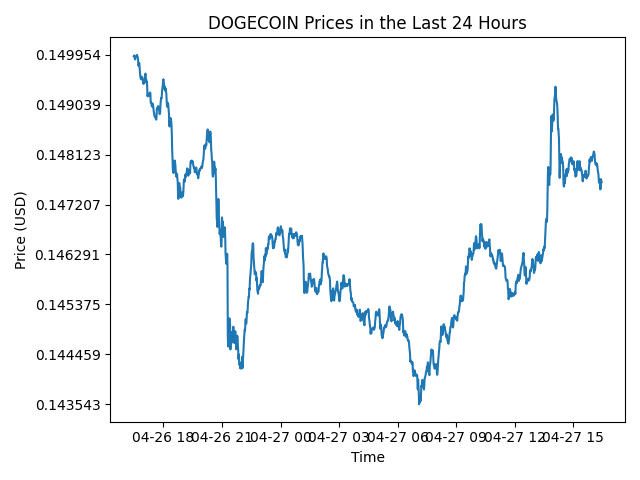 DOGECOIN Prices in the Last 24 Hours
Price (USD)
0.149954
0.149039
0.148123
0.147207
0.146291
0.145375
0.144459
0.143543
04-26 18 04-26 21 04-27 00 04-27 03 04-27 06 04-27 09 04-27 12 04-27 15
Time